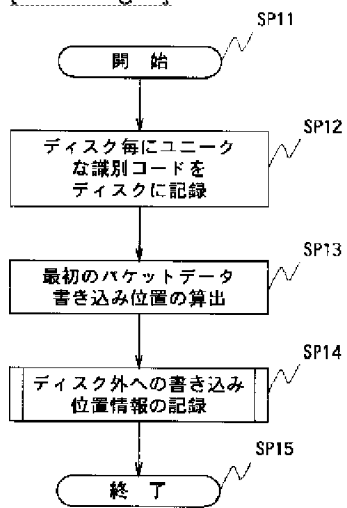 SP11
開 始
SP12
ディスク毎にユニーク
な識別コードを
ディスクに記録
SP13
最初のパケットデータ
書き込み位置の算出
SP14
ディスク外への書き込み
位置情報の記録
SP15
終 了